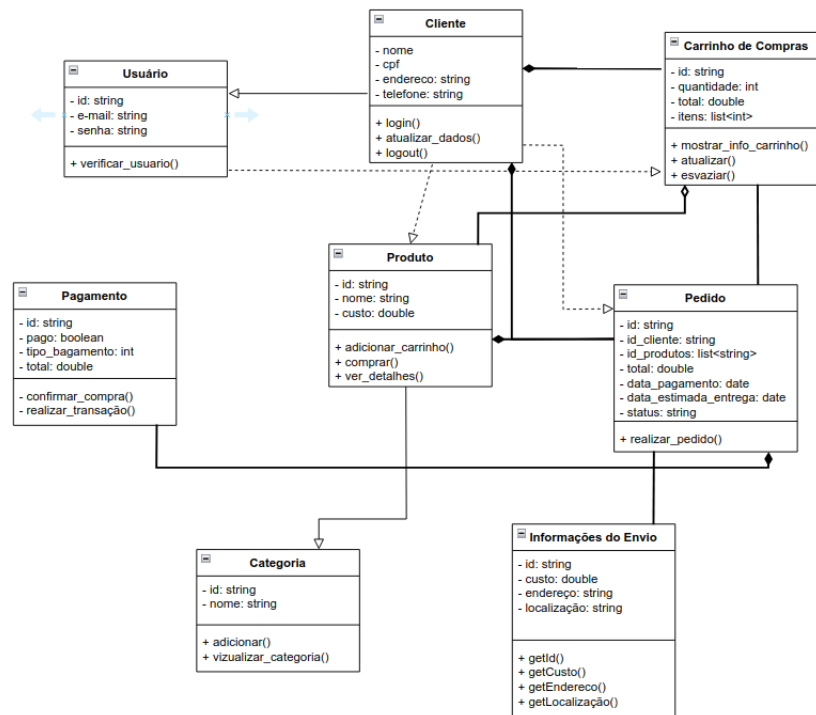 Cliente
- nome
- cpf
- endereco: string
- telefone: string
+ login()
+ atualizar_dados()
+ logout()
Carrinho de Compras
- id: string
- quantidade: int
- total: double
- itens: list<int>
+ mostrar_info_carrinho()
+ atualizar()
+ esvaziar()
Usuário
- id: string
- e-mail: string
- senha: string
+ verificar_usuario()
Produto
- id: string
- nome: string
- custo: double
+ adicionar_carrinho()
+ comprar()
+ ver_detalhes()
Pagamento
- id: string
- pago: boolean
- tipo_bagamento: int
- total: double
- confirmar_compra()
- realizar_transação()
Pedido
- id: string
- id_cliente: string
- id_produtos: list<string>
- total: double
- data_pagamento: date
- data_estimada_entrega: date
- status: string
+ realizar_pedido()
Categoria
- id: string
- nome: string
+ adicionar()
+ vizualizar_categoria()
Informações do Envio
- id: string
- custo: double
- endereço: string
- localização: string
+ getId()
+ getCusto()
+ getEndereco()
+ getLocalização()